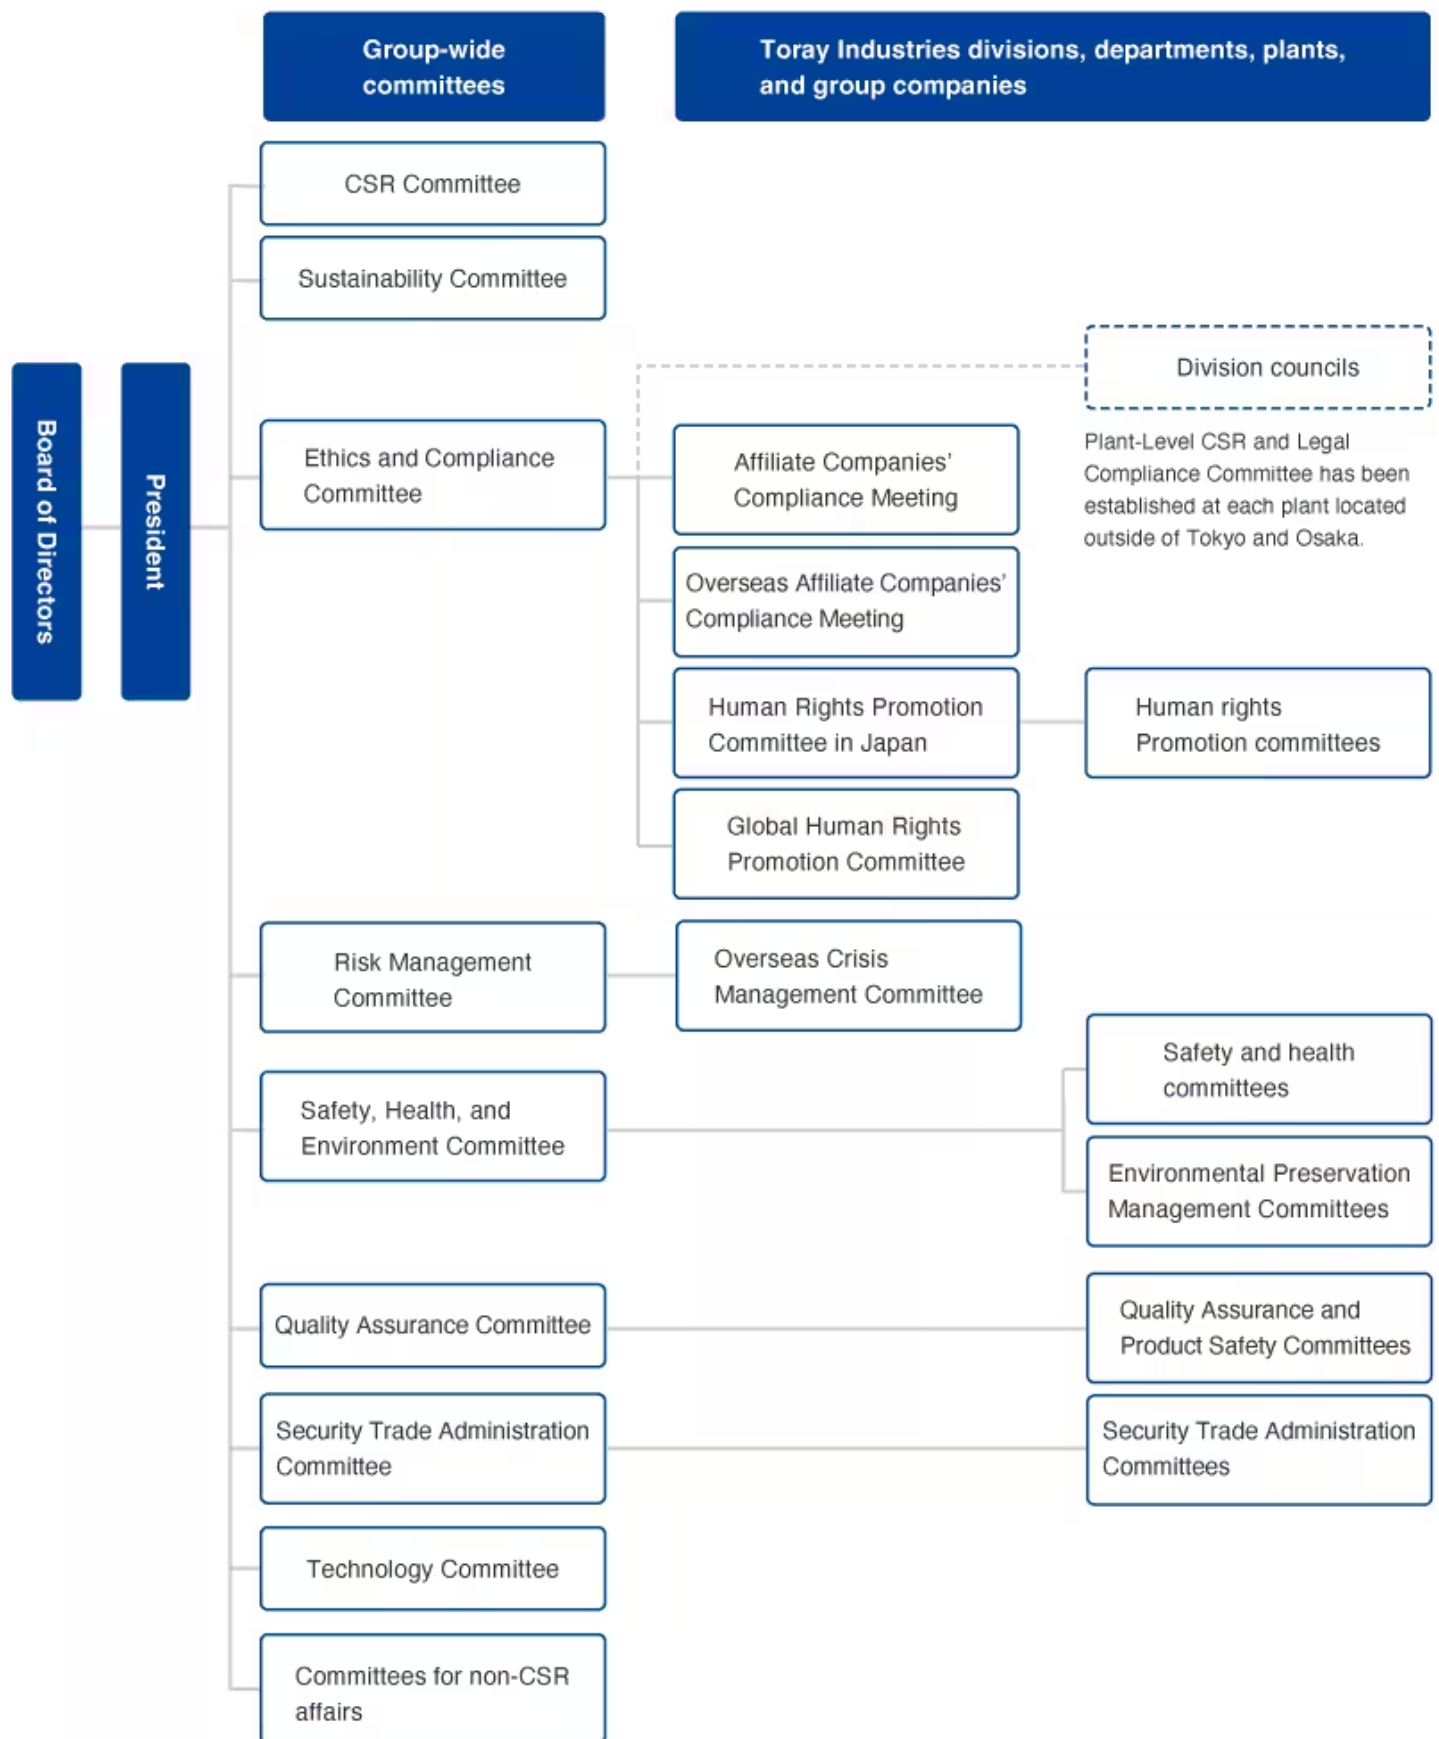 Group-wide
committees
Toray Industries divisions, departments, plants,
and group companies
Board of Directors
President
CSR Committee
Sustainability Committee
Ethics and Compliance
Committee
Division councils
Plant-Level CSR and Legal
Compliance Committee has been
established at each plant located
outside of Tokyo and Osaka.
Affiliate Companies’
Compliance Meeting
Overseas Affiliate Companies’
Compliance Meeting
Human Rights Promotion
Committee in Japan
Human rights
Promotion committees
Global Human Rights
Promotion Committee
Risk Management
Committee
Overseas Crisis
Management Committee
Safety, Health, and
Environment Committee
Safety and health
committees
Environmental Preservation
Management Committees
Quality Assurance Committee
Quality Assurance and
Product Safety Committees
Security Trade Administration
Committee
Security Trade Administration
Committees
Technology Committee
Committees for non-CSR
affairs